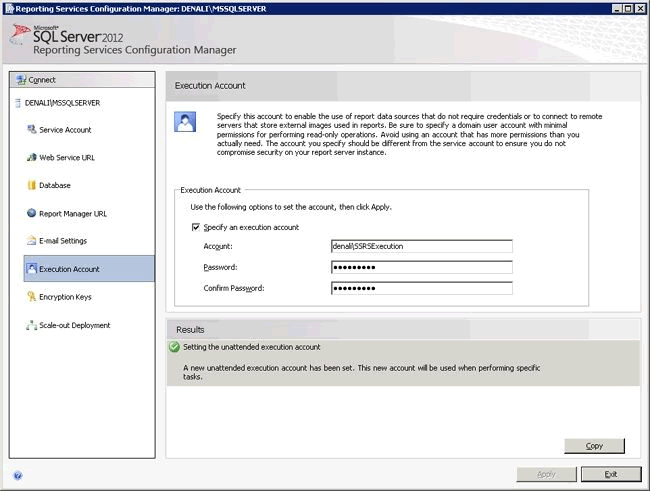 Reporting Services Configuration Manager: DENALI\MSSQLSERVER
Microsoft
SQL Server 2012
Reporting Services Configuration Manager
Connect
DENALI\MSSQLSERVER
Service Account
Web Service URL
Database
Report Manager URL
E-mail Settings
Execution Account
Encryption Keys
Scale-out Deployment
Execution Account
Specify this account to enable the use of report data sources that do not require credentials or to connect to remote
servers that store external images used in reports. Be sure to specify a domain user account with minimal
permissions for performing read-only operations. Avoid using an account that has more permissions than you
actually need. The account you specify should be different from the service account to ensure you do not
compromise security on your report server instance.
Execution Account
Use the following options to set the account, then click Apply.
Specify an execution account
Account: denali\SSRSExecution
Password: ●●●●●●●●●
Confirm Password: ●●●●●●●●●
Results
Setting the unattended execution account
A new unattended execution account has been set. This new account will be used when performing specific
tasks.
Copy
Apply
Exit